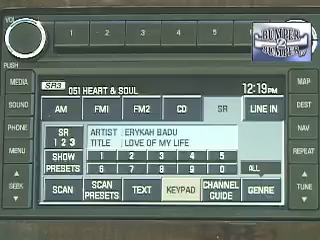 VOL
1 2 3 4 5 6
BUMPER
2
BUMPER
PUSH
MEDIA
SOUND
PHONE
MENU
SEEK
MAP
DEST
NAV
REPEAT
TUNE
SR3 051 HEART & SOUL 12:19PM
AM FM1 FM2 CD SR LINE IN
SR
1 2 3
ARTIST : ERYKAH BADU
TITLE : LOVE OF MY LIFE
SHOW
PRESETS
1 2 3 4 5
6 7 8 9 0
ALL
SCAN SCAN PRESETS TEXT KEYPAD CHANNEL GUIDE GENRE